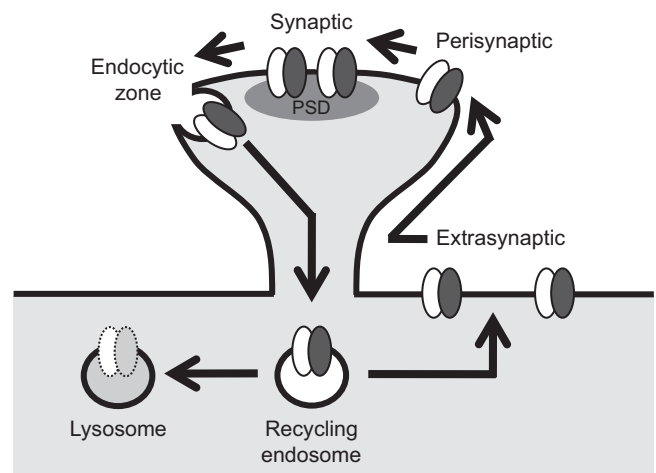 Synaptic
Perisynaptic
Endocytic
zone
PSD
Extrasynaptic
Lysosome
Recycling
endosome